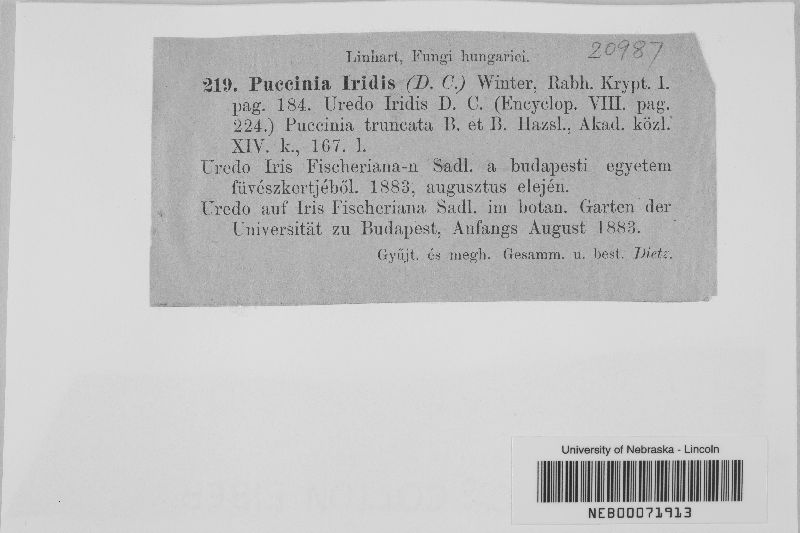 Linhart, Fungi hungarici. 20987
219. Puccinia Iridis (D. C.) Winter, Rabh. Krypt. I.
pag. 184. Uredo Iridis D. C. (Encyclop. VIII. pag.
224.) Puccinia truncata B. et B. Hazsl., Akad. közl.
XIV. k., 167. l.
Uredo Iris Fischeriana-n Sadl. a budapesti egyetem
füvészkertjéből. 1883, augusztus elején.
Uredo auf Iris Fischeriana Sadl. im botan. Garten der
Universität zu Budapest, Anfangs August 1883.
Gyűjt. és megh. Gesamm. u. best. Dietz.
University of Nebraska - Lincoln
NEB00071913